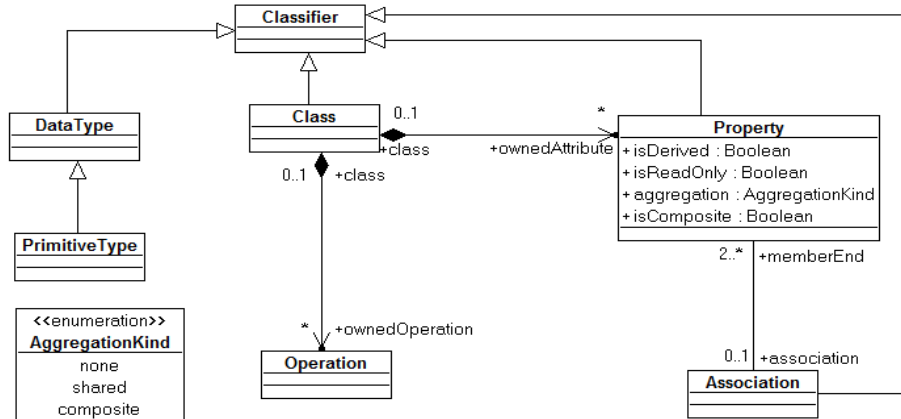 Classifier
DataType
Class
0..1
+class
*
+ownedAttribute
Property
+isDerived : Boolean
+isReadOnly : Boolean
+aggregation : AggregationKind
+isComposite : Boolean
0..1
+class
PrimitiveType
2..*
+memberEnd
<<enumeration>>
AggregationKind
none
shared
composite
*
+ownedOperation
Operation
0..1
+association
Association